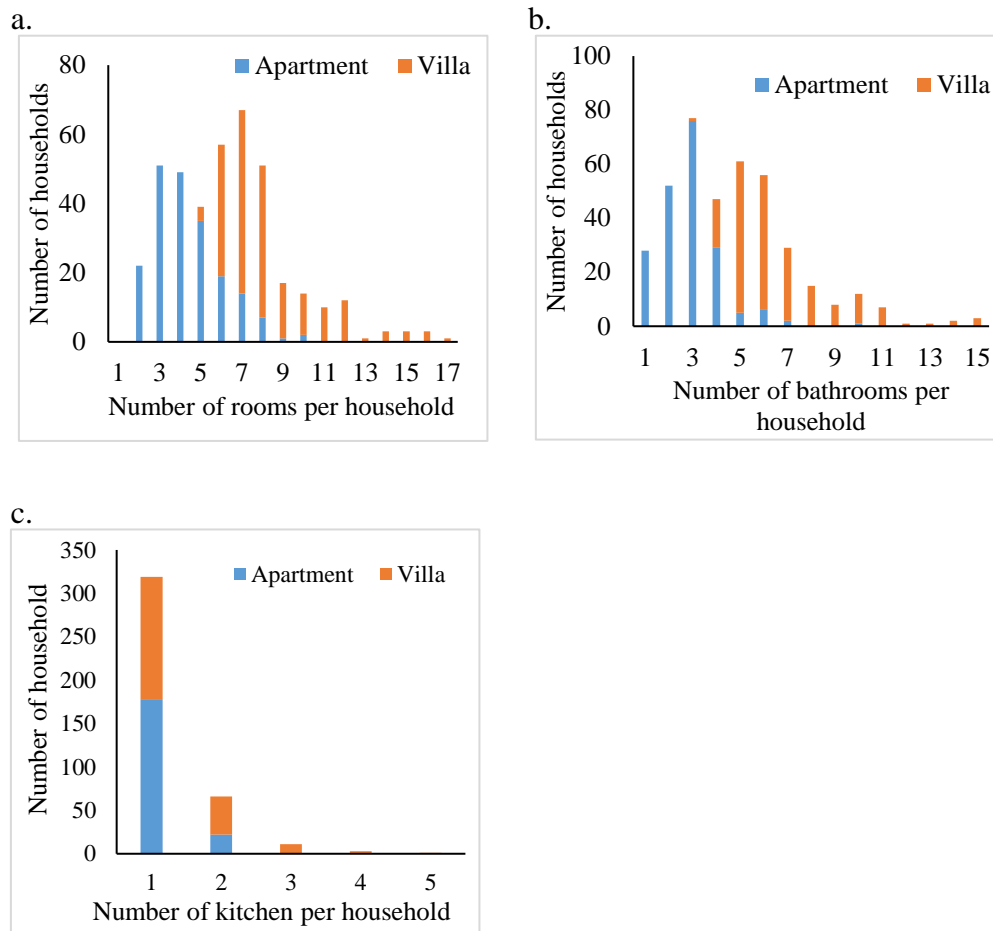 a.
Apartment Villa
80
60
40
20
0
Number of households
1 3 5 7 9 11 13 15 17
Number of rooms per household
b.
Apartment Villa
100
80
60
40
20
0
Number of households
1 3 5 7 9 11 13 15
Number of bathrooms per
household
c.
Apartment Villa
350
300
250
200
150
100
50
0
Number of household
1 2 3 4 5
Number of kitchen per household